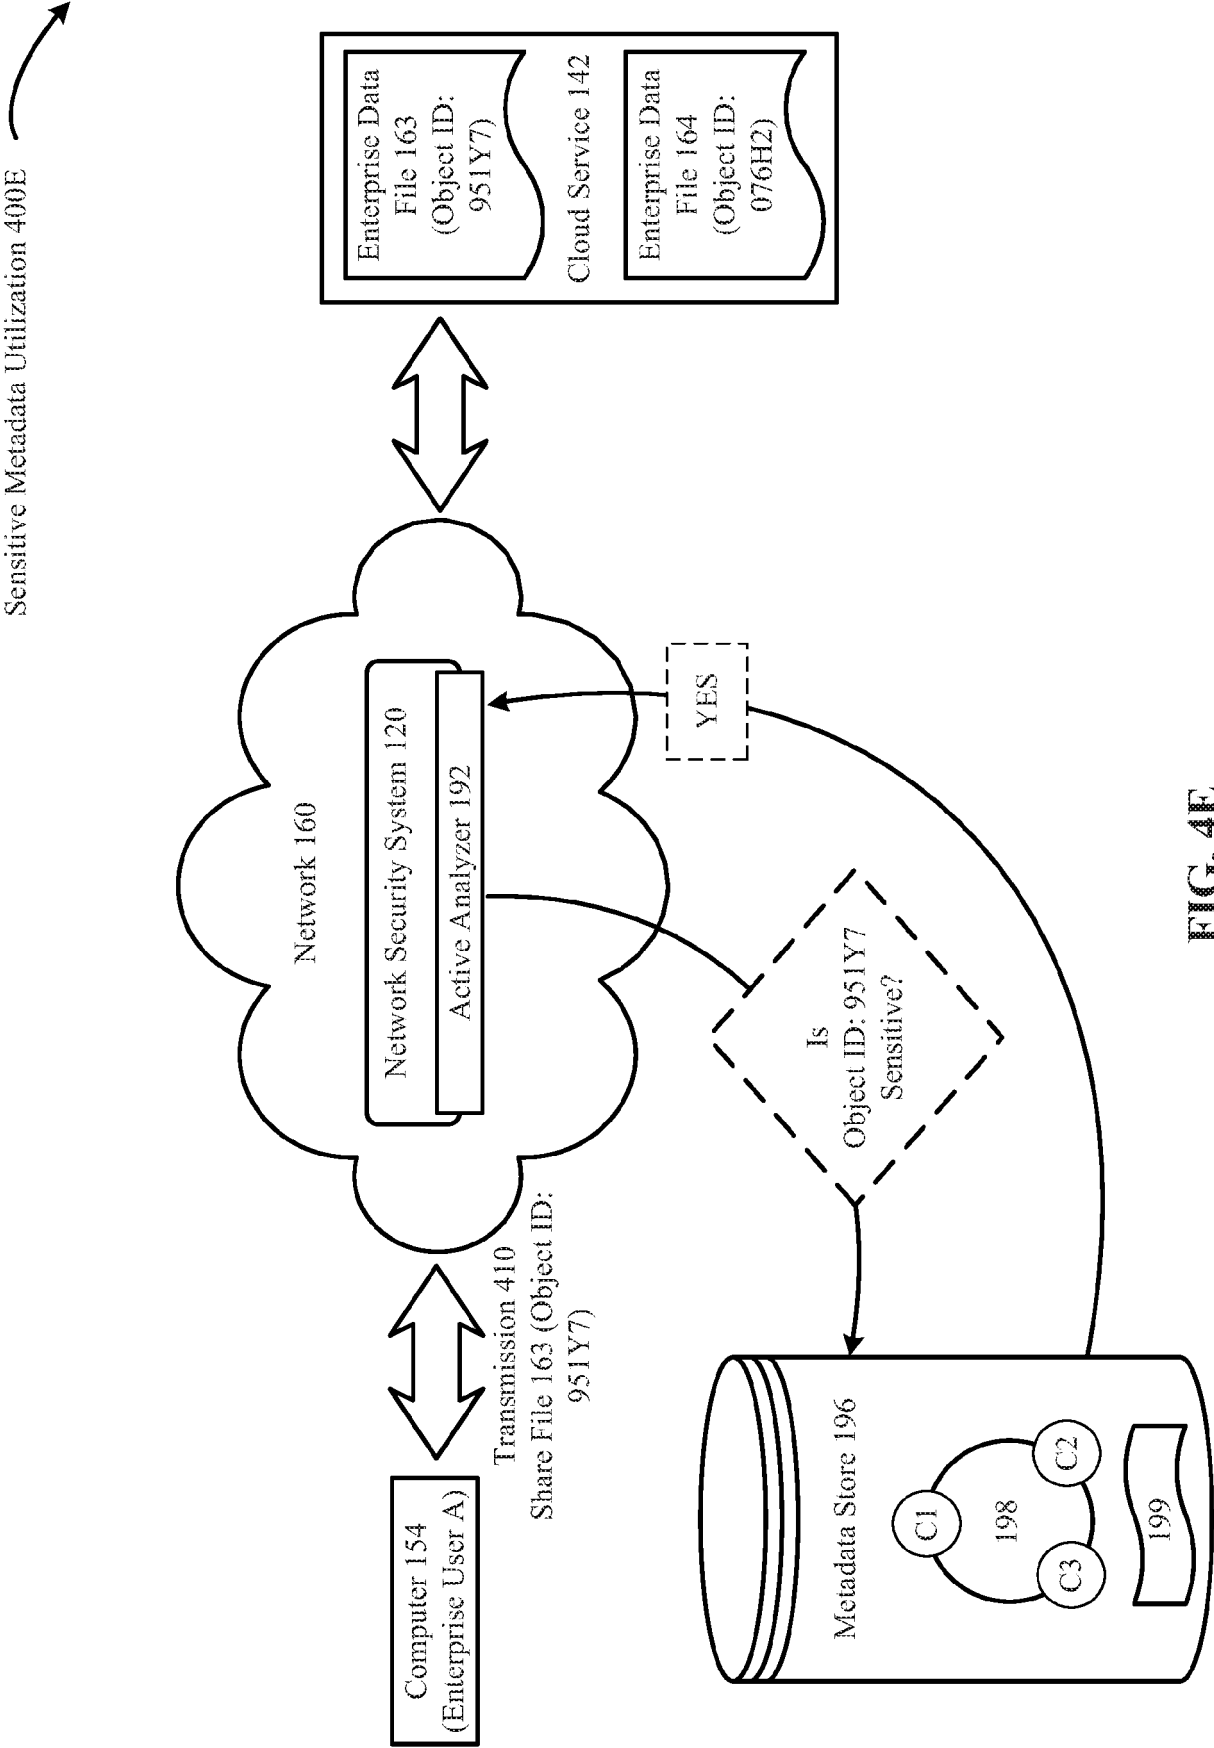 Sensitive Metadata Utilization 400E
Computer 154
(Enterprise User A)
Transmission 410
Share File 163 (Object ID:
951Y7)
Network 160
Network Security System 120
Active Analyzer 192
Enterprise Data
File 163
(Object ID:
951Y7)
Cloud Service 142
Enterprise Data
File 164
(Object ID:
076H2)
YES
Is
Object ID: 951Y7
Sensitive?
Metadata Store 196
C1
198
C3
C2
199
FIG. 4E